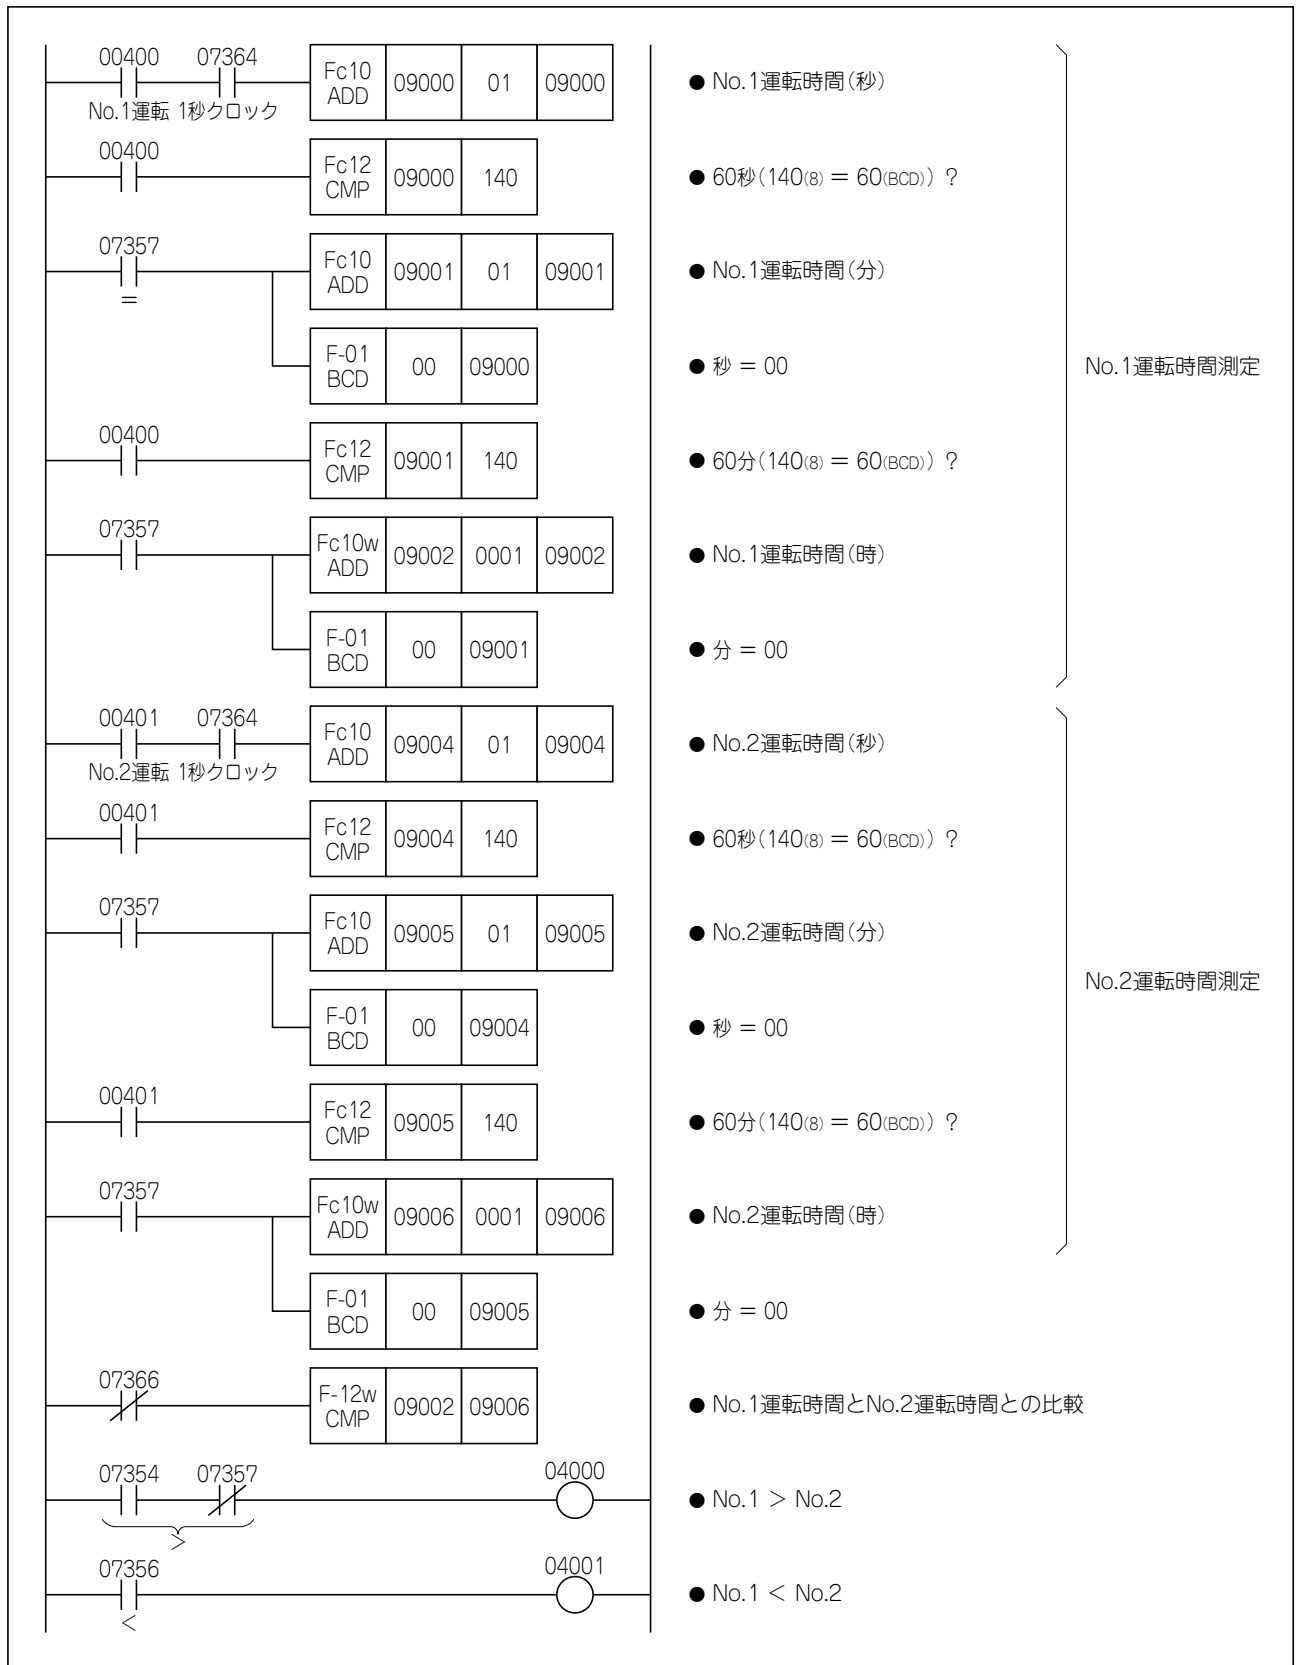 00400 07364
Fc10 ADD 09000 01 09000
● No.1運転時間(秒)
No.1運転 1秒クロック
00400
Fc12 CMP 09000 140
● 60秒(140(8) = 60(BCD)) ?
07357
=
Fc10 ADD 09001 01 09001
● No.1運転時間(分)
F-01 BCD 00 09000
● 秒 = 00
No.1運転時間測定
00400
Fc12 CMP 09001 140
● 60分(140(8) = 60(BCD)) ?
07357
Fc10w ADD 09002 0001 09002
● No.1運転時間(時)
F-01 BCD 00 09001
● 分 = 00
00401 07364
Fc10 ADD 09004 01 09004
● No.2運転時間(秒)
No.2運転 1秒クロック
00401
Fc12 CMP 09004 140
● 60秒(140(8) = 60(BCD)) ?
07357
Fc10 ADD 09005 01 09005
● No.2運転時間(分)
No.2運転時間測定
F-01 BCD 00 09004
● 秒 = 00
00401
Fc12 CMP 09005 140
● 60分(140(8) = 60(BCD)) ?
07357
Fc10w ADD 09006 0001 09006
● No.2運転時間(時)
F-01 BCD 00 09005
● 分 = 00
07366
F-12w CMP 09002 09006
● No.1運転時間とNo.2運転時間との比較
07354 07357 04000
● No.1 > No.2
>
07356 04001
● No.1 < No.2
<